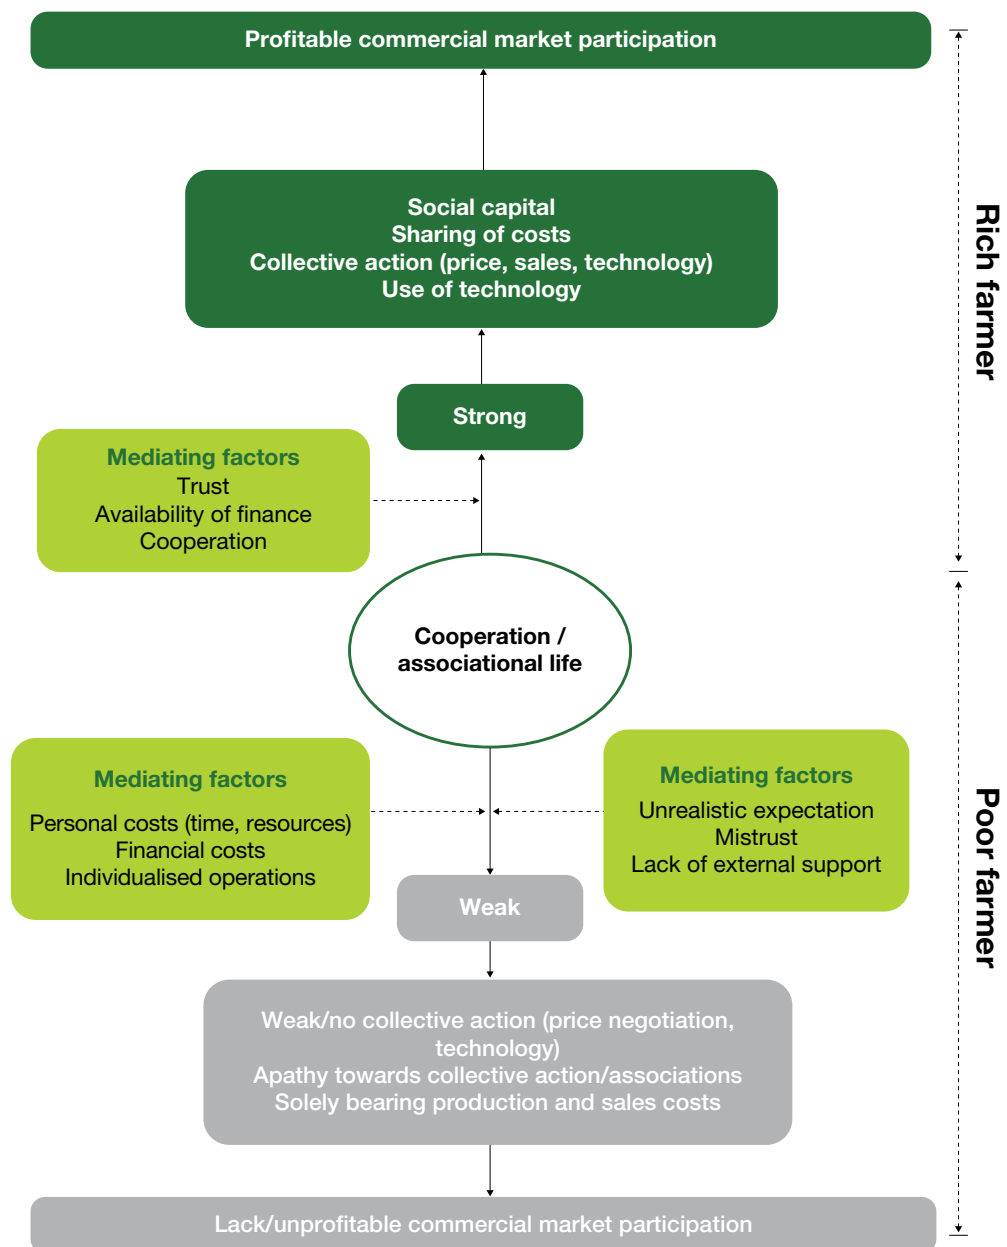 Profitable commercial market participation
Social capital
Sharing of costs
Collective action (price, sales, technology)
Use of technology
Rich farmer
Strong
Mediating factors
Trust
Availability of finance
Cooperation
Cooperation /
associational life
Mediating factors
Personal costs (time, resources)
Financial costs
Individualised operations
Mediating factors
Unrealistic expectation
Mistrust
Lack of external support
Poor farmer
Weak
Weak/no collective action (price negotiation,
technology)
Apathy towards collective action/associations
Solely bearing production and sales costs
Lack/unprofitable commercial market participation